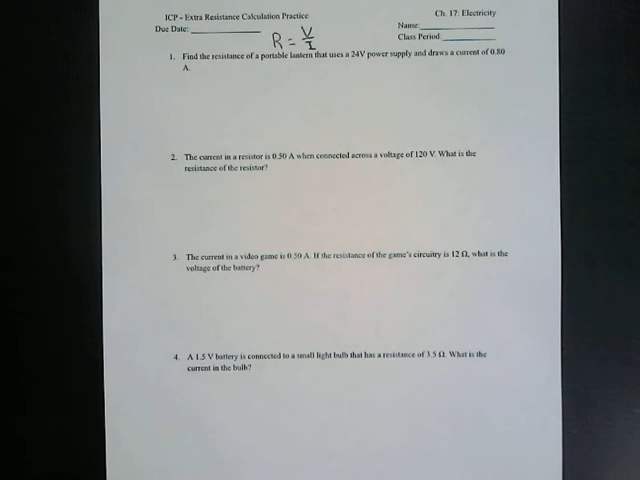 ICP - Extra Resistance Calculation Practice Ch. 17: Electricity
Due Date: _______________ Name:________________
R = V/I Class Period ____________
1. Find the resistance of a portable lantern that uses a 24V power supply and draws a current of 0.80
A.
2. The current in a resistor is 0.50 A when connected across a voltage of 120 V. What is the
resistance of the resistor?
3. The current in a video game is 0.50 A. If the resistance of the game's circuitry is 12 Ω, what is the
voltage of the battery?
4. A 1.5 V battery is connected to a small light bulb that has a resistance of 3.5 Ω. What is the
current in the bulb?